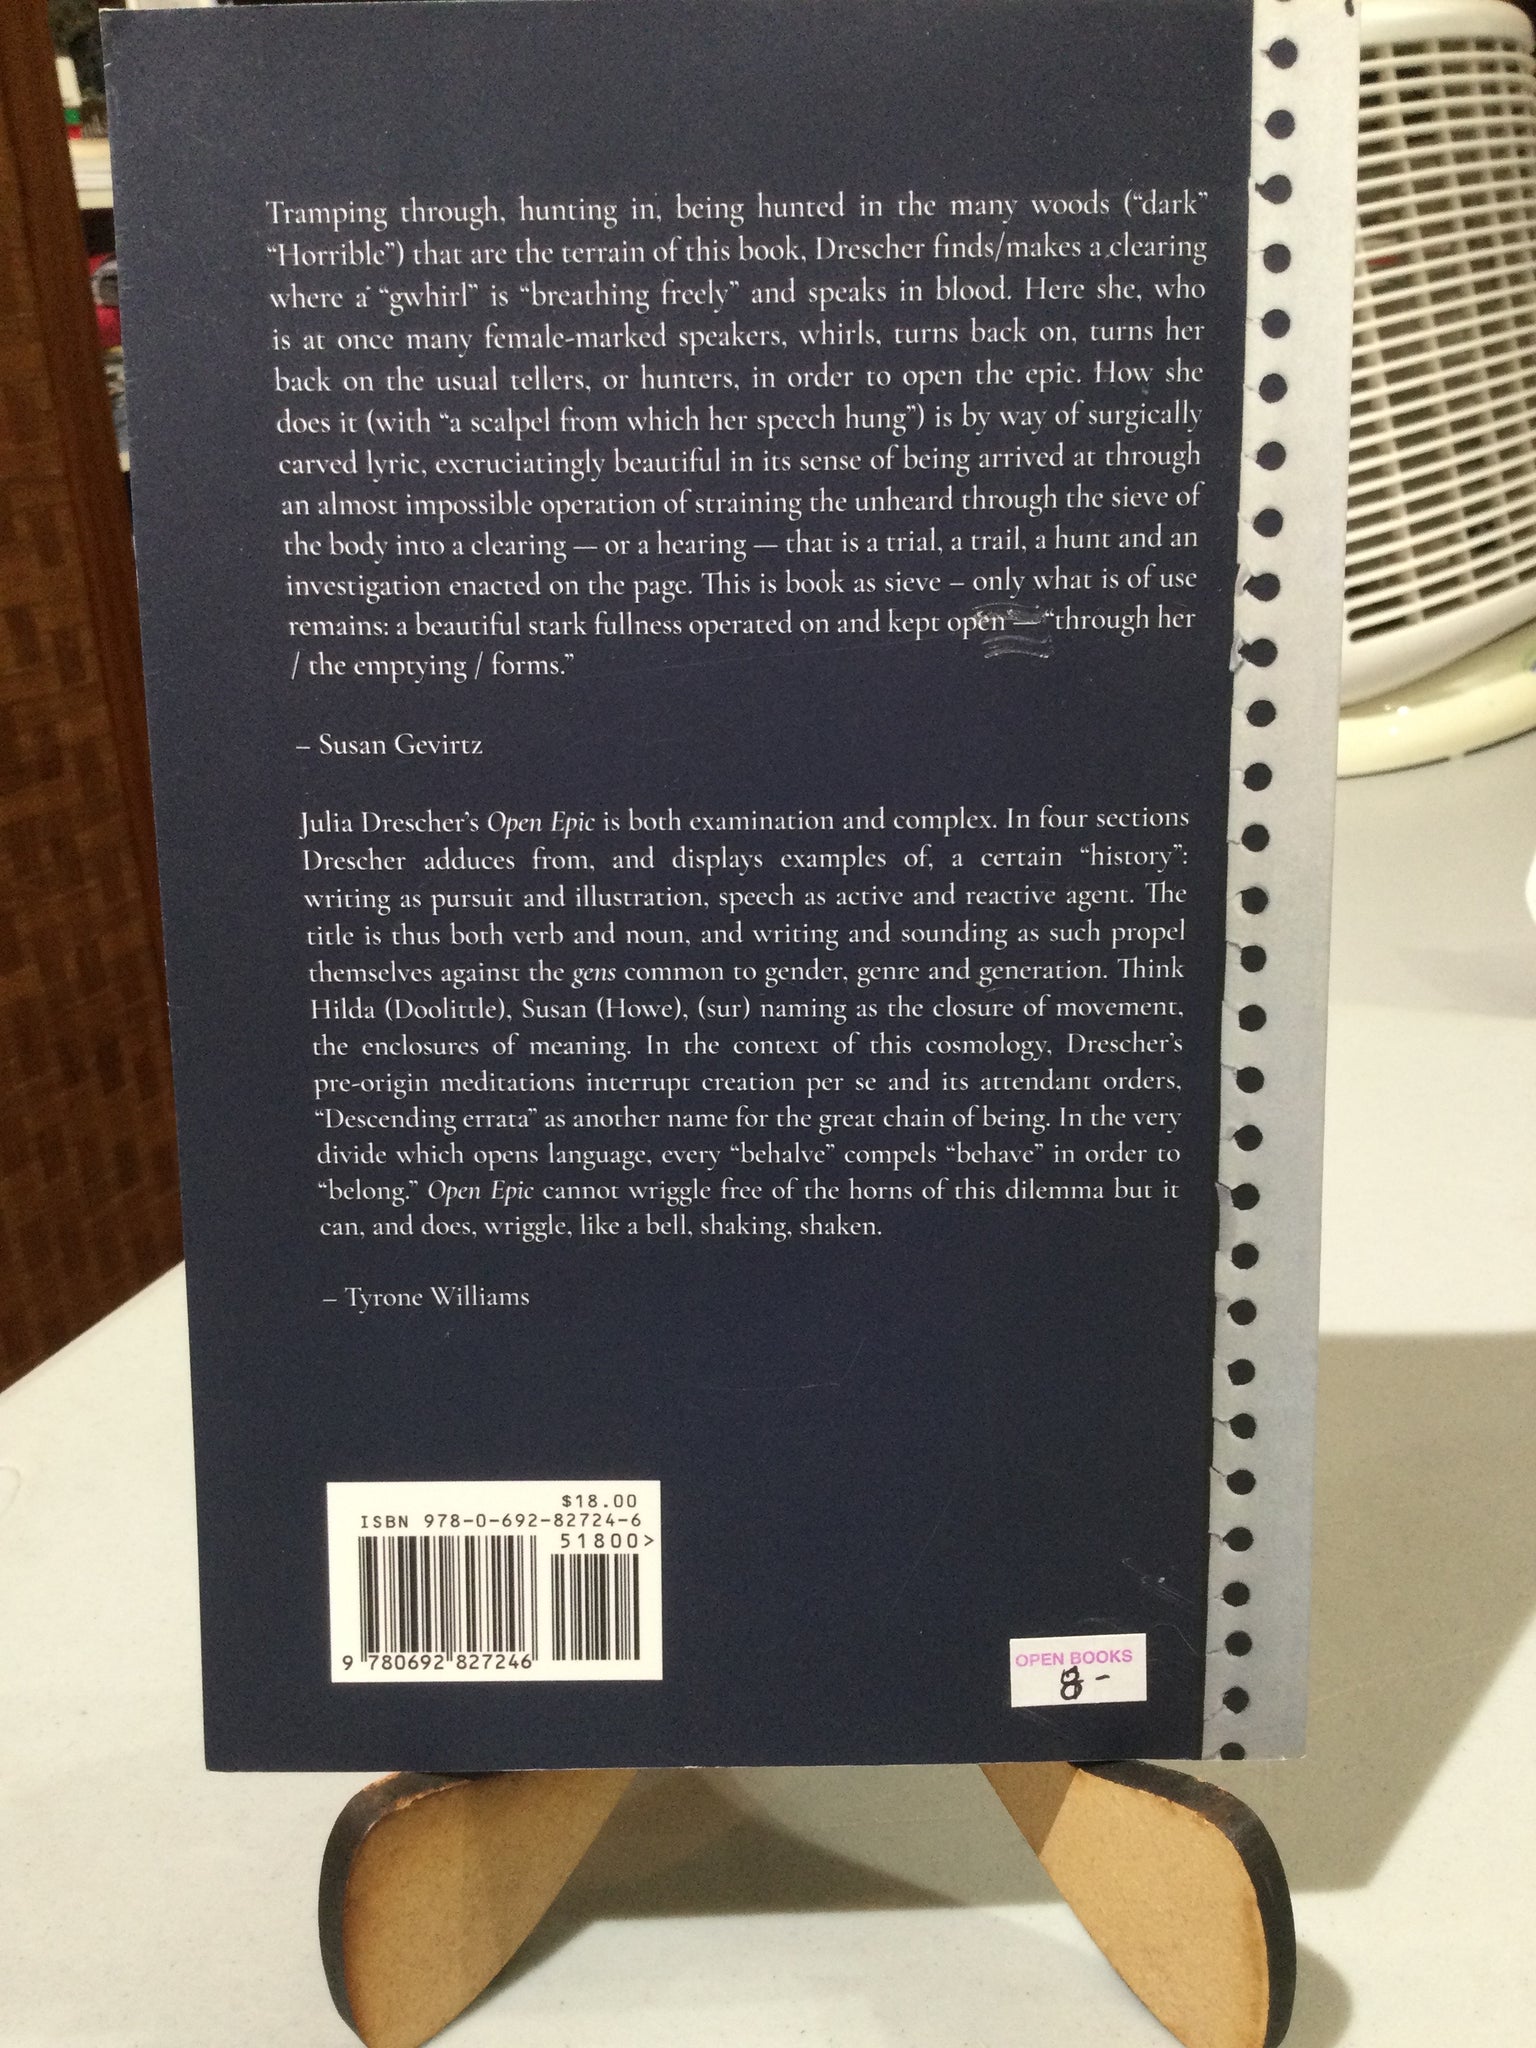 Tramping through, hunting in, being hunted in the many woods (“dark”
“Horrible”) that are the terrain of this book, Drescher finds/makes a clearing
where a “gwhirl” is “breathing freely” and speaks in blood. Here she, who
is at once many female-marked speakers, whirls, turns back on, turns her
back on the usual tellers, or hunters, in order to open the epic. How she
does it (with “a scalpel from which her speech hung”) is by way of surgically
carved lyric, excruciatingly beautiful in its sense of being arrived at through
an almost impossible operation of straining the unheard through the sieve of
the body into a clearing — or a hearing — that is a trial, a trail, a hunt and an
investigation enacted on the page. This is book as sieve – only what is of use
remains: a beautiful stark fullness operated on and kept open — “through her
/ the emptying / forms.”
– Susan Gevirtz
Julia Drescher’s Open Epic is both examination and complex. In four sections
Drescher adduces from, and displays examples of, a certain “history”:
writing as pursuit and illustration, speech as active and reactive agent. The
title is thus both verb and noun, and writing and sounding as such propel
themselves against the gens common to gender, genre and generation. Think
Hilda (Doolittle), Susan (Howe), (sur) naming as the closure of movement,
the enclosures of meaning. In the context of this cosmology, Drescher’s
pre-origin meditations interrupt creation per se and its attendant orders,
“Descending errata” as another name for the great chain of being. In the very
divide which opens language, every “behalve” compels “behave” in order to
“belong.” Open Epic cannot wriggle free of the horns of this dilemma but it
can, and does, wriggle, like a bell, shaking, shaken.
– Tyrone Williams
$18.00
ISBN 978-0-692-82724-6
51800>
9 780692 827246
OPEN BOOKS
8 -